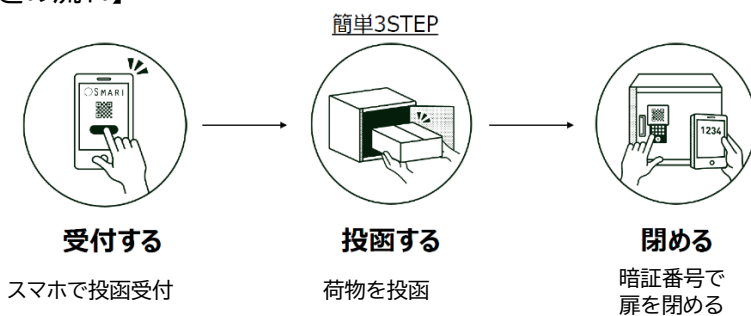 簡単3STEP
SMARI
1234
受付する
投函する
閉める
スマホで投函受付
荷物を投函
暗証番号で
扉を閉める